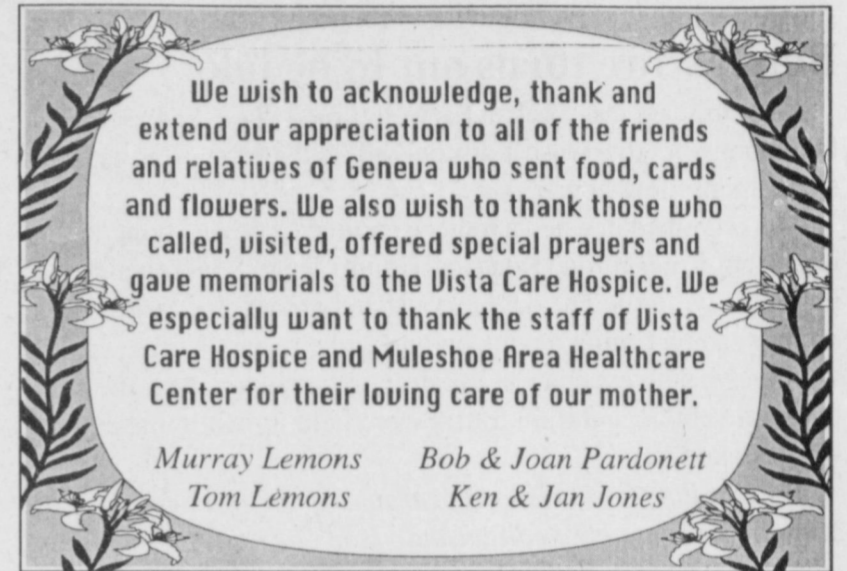 We wish to acknowledge, thank and
extend our appreciation to all of the friends
and relatives of Geneva who sent food, cards
and flowers. We also wish to thank those who
called, visited, offered special prayers and
gave memorials to the Vista Care Hospice. We
especially want to thank the staff of Vista
Care Hospice and Muleshoe Area Healthcare
Center for their loving care of our mother.
Murray Lemons Bob & Joan Pardonett
Tom Lemons Ken & Jan Jones